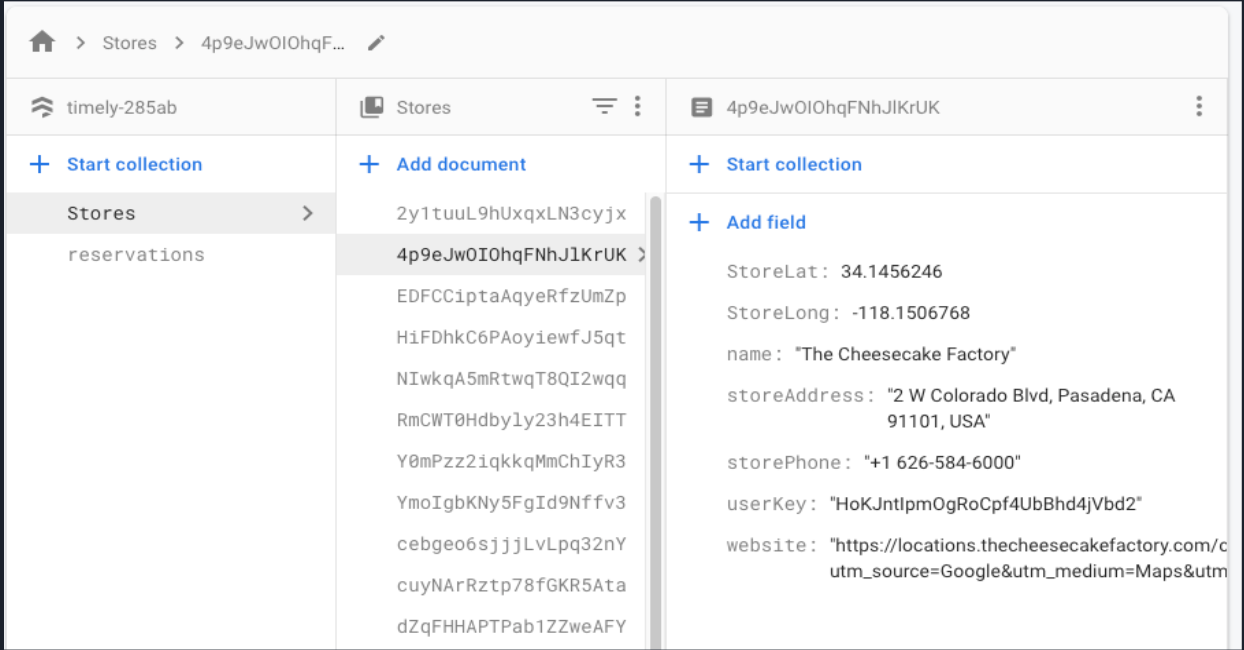 Stores
4p9eJwOIOhqF...
timely-285ab
Stores
4p9eJwOIOhqFNhJlKrUK
Start collection
Add document
Start collection
Stores
reservations
2y1tuuL9hUxqxLN3cyjx
4p9eJwOIOhqFNhJlKrUK
EDFCCiptaAqyeRfzUmZp
HiFDhkC6PAoyiewfJ5qt
NIwkqA5mRtwqT8QI2wqq
RmCWT0Hdbyly23h4EITT
Y0mPzz2iqkkqMmChIyR3
YmoIgbKNy5FgId9Nffv3
cebgeo6sjjjLvLpq32nY
cuyNArRztp78fGKR5Ata
dZqFHHAPTPab1ZZweAFY
Add field
StoreLat: 34.1456246
StoreLong: -118.1506768
name: "The Cheesecake Factory"
storeAddress: "2 W Colorado Blvd, Pasadena, CA
91101, USA"
storePhone: "+1 626-584-6000"
userKey: "HoKJntIpmOgRoCpf4UbBhd4jVbd2"
website: "https://locations.thecheesecakefactory.com/c
utm_source=Google&utm_medium=Maps&utm